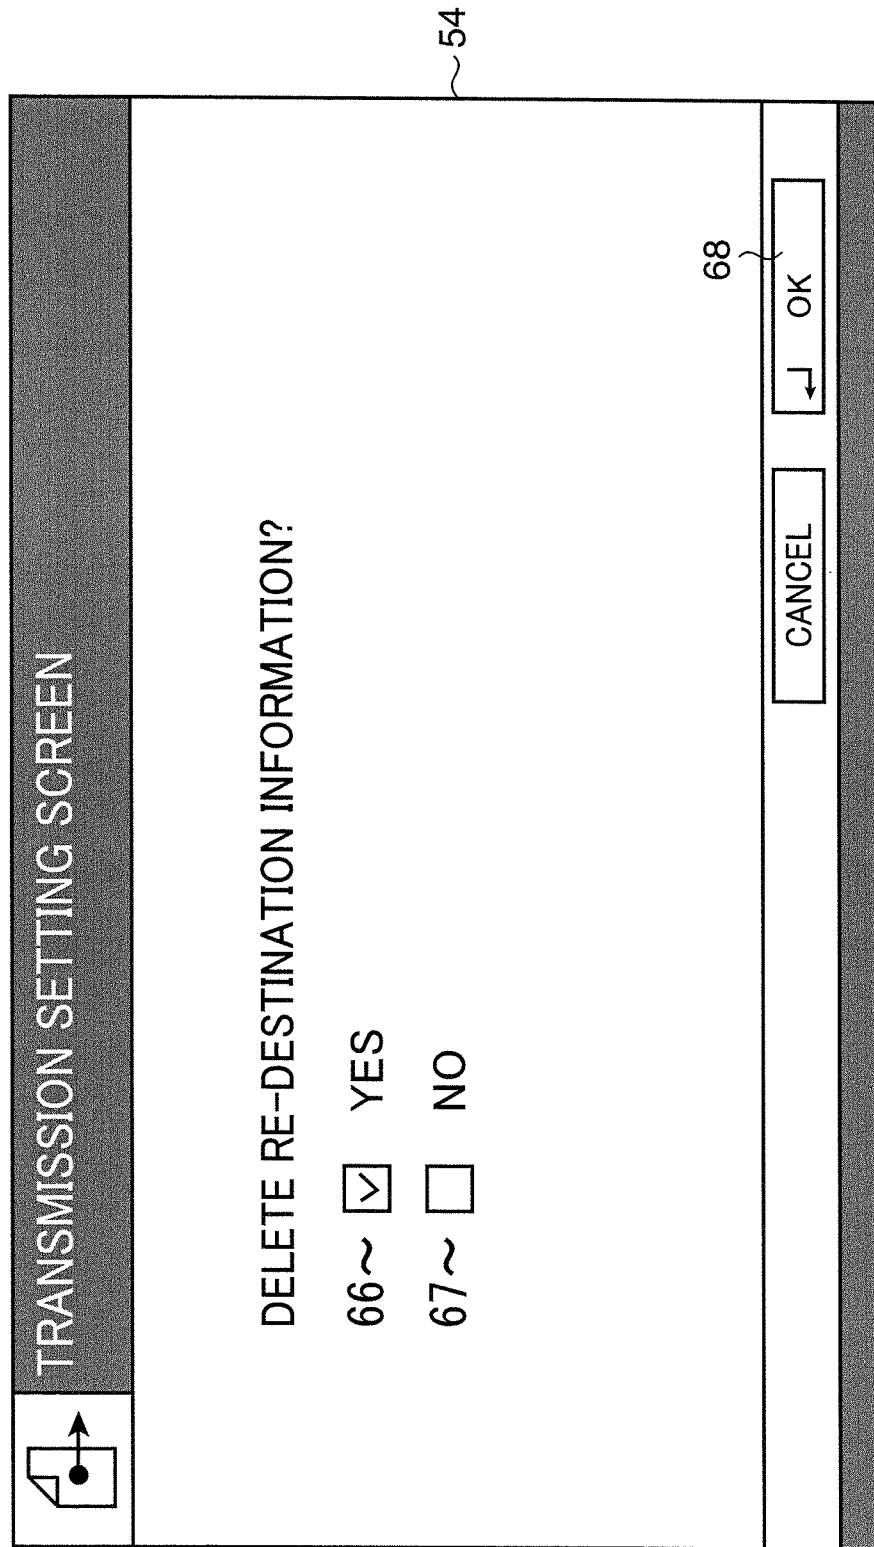 TRANSMISSION SETTING SCREEN
54
DELETE RE-DESTINATION INFORMATION?
66~ YES
67~ NO
68
CANCEL
OK